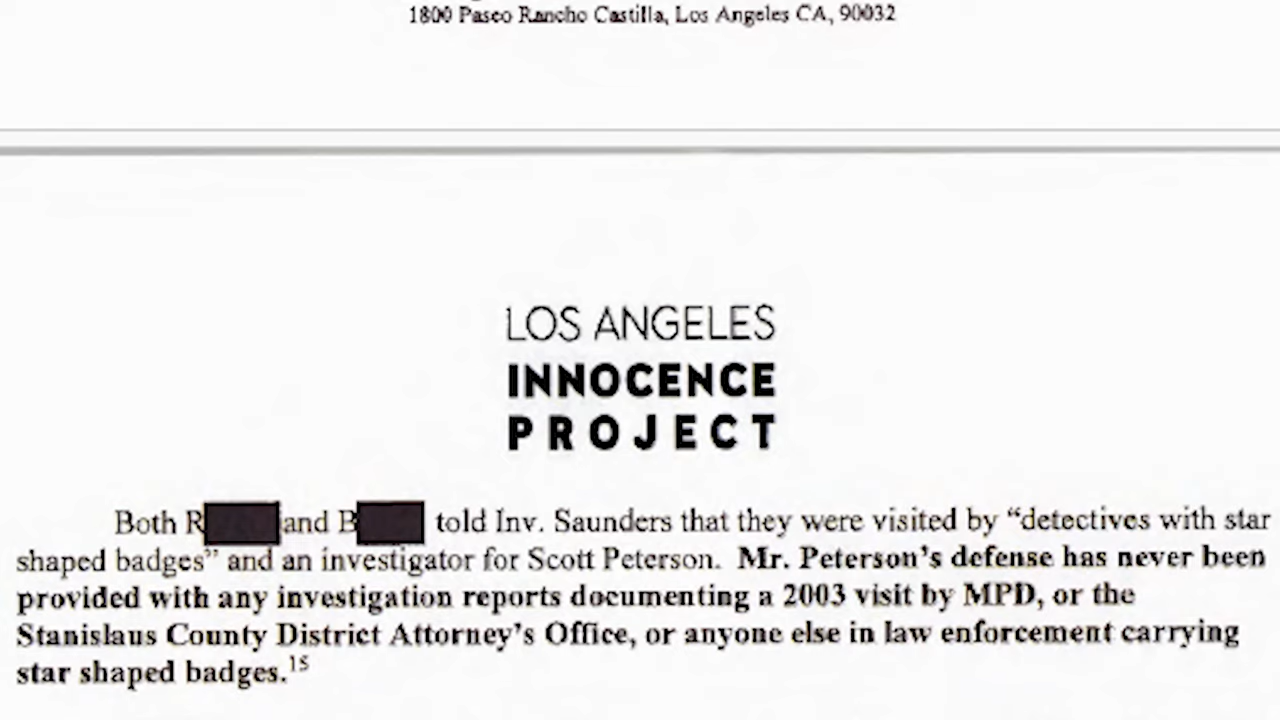 1800 Paseo Rancho Castilla, Los Angeles CA, 90032
LOS ANGELES
INNOCENCE
PROJECT
Both R and B told Inv. Saunders that they were visited by “detectives with star
shaped badges” and an investigator for Scott Peterson. Mr. Peterson’s defense has never been
provided with any investigation reports documenting a 2003 visit by MPD, or the
Stanislaus County District Attorney’s Office, or anyone else in law enforcement carrying
star shaped badges.15